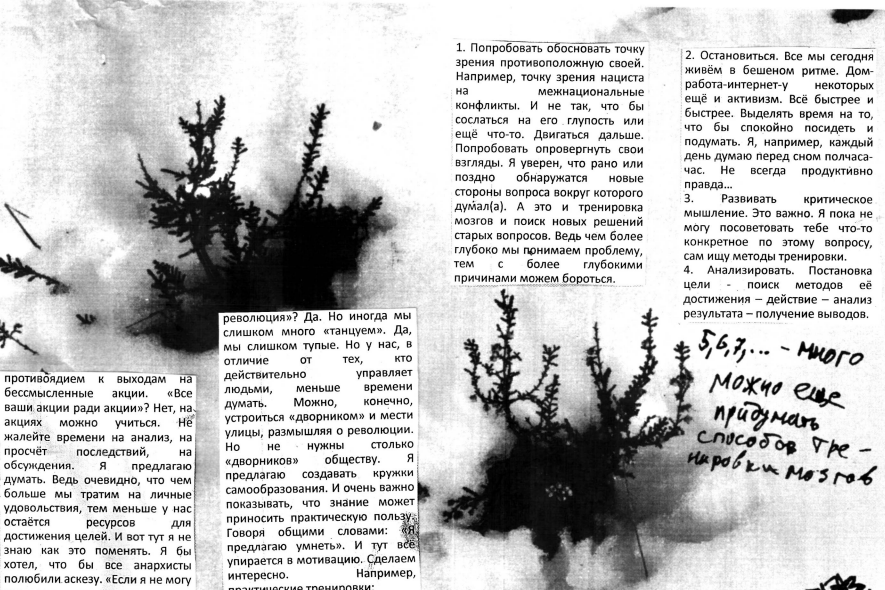 противоядием к выходам на
бессмысленные акции. «Все
ваши акции ради акции»? Нет, на
акциях можно учиться. Не
жалейте времени на анализ, на
просчёт последствий, на
обсуждения. Я предлагаю
думать. Ведь очевидно, что чем
больше мы тратим на личные
удовольствия, тем меньше у нас
остаётся ресурсов для
достижения целей. И вот тут я не
знаю как это поменять. Я бы
хотел, что бы все анархисты
полюбили аскезу. «Если я не могу
революция»? Да. Но иногда мы
слишком много «танцуем». Да,
мы слишком тупые. Но у нас, в
отличие от тех, кто
действительно управляет
людьми, меньше времени
думать. Можно, конечно,
устроиться «дворником» и мести
улицы, размышляя о революции.
Но не нужны столько
«дворников» обществу. Я
предлагаю создавать кружки
самообразования. И очень важно
показывать, что знание может
приносить практическую пользу.
Говоря общими словами: «Я
предлагаю умнеть». И тут всё
упирается в мотивацию. Сделаем
интересно. Например,
практические тренировки:
1. Попробовать обосновать точку
зрения противоположную своей.
Например, точку зрения нациста
на межнациональные
конфликты. И не так, что бы
сослаться на его глупость или
ещё что-то. Двигаться дальше.
Попробовать опровергнуть свои
взгляды. Я уверен, что рано или
поздно обнаружатся новые
стороны вопроса вокруг которого
думал(а). А это и тренировка
мозгов и поиск новых решений
старых вопросов. Ведь чем более
глубоко мы понимаем проблему,
тем с более глубокими
причинами можем бороться.
2. Остановиться. Все мы сегодня
живём в бешеном ритме. Дом-
работа-интернет-у некоторых
ещё и активизм. Всё быстрее и
быстрее. Выделять время на то,
что бы спокойно посидеть и
подумать. Я, например, каждый
день думаю перед сном полчаса-
час. Не всегда продуктивно
правда...
3. Развивать критическое
мышление. Это важно. Я пока не
могу посоветовать тебе что-то
конкретное по этому вопросу,
сам ищу методы тренировки.
4. Анализировать. Постановка
цели - поиск методов её
достижения – действие – анализ
результата – получение выводов.
5,6,7,... - много
можно еще
придумать
способов тре-
нировки мозгов